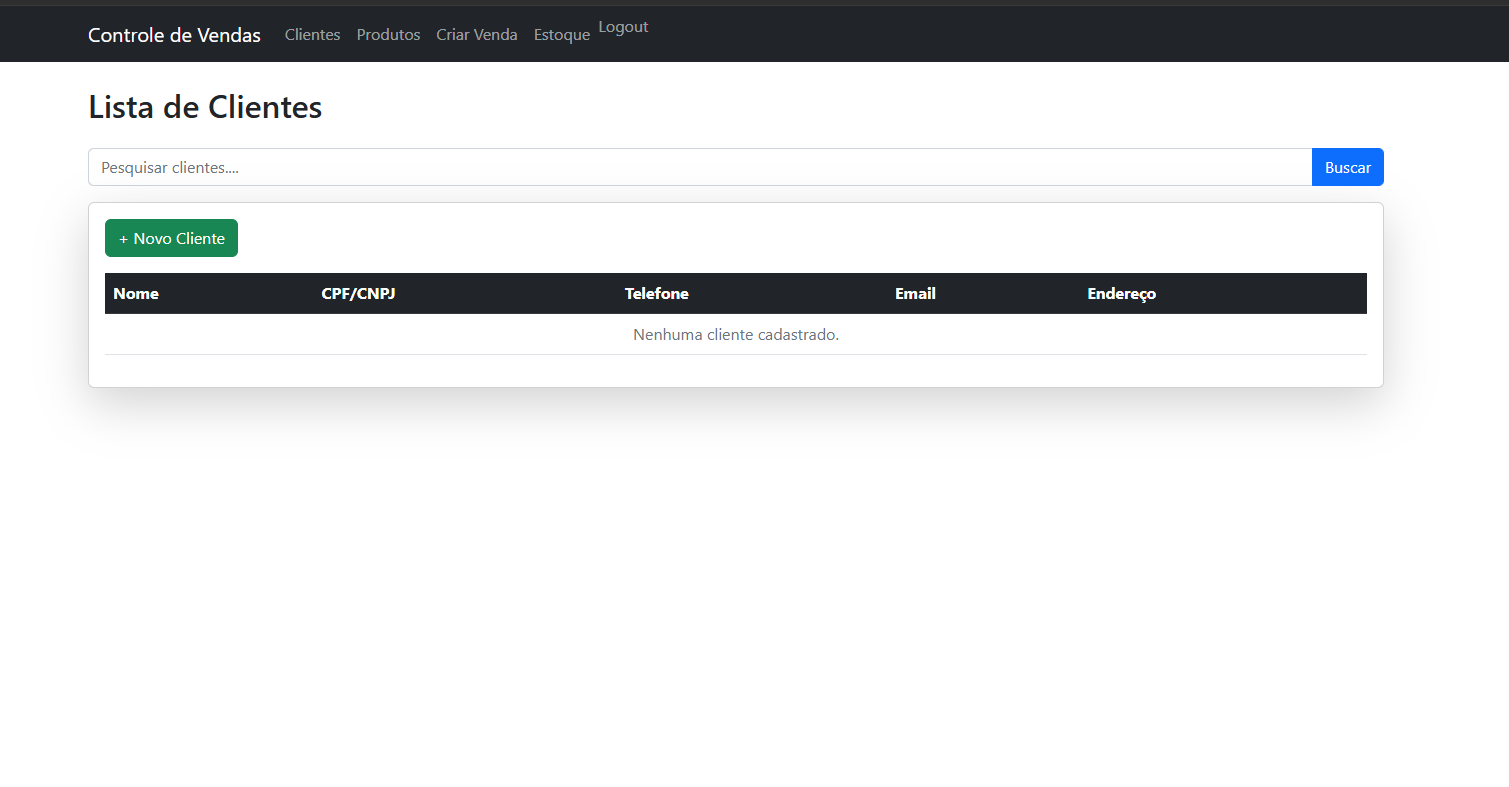 Controle de Vendas Clientes Produtos Criar Venda Estoque Logout
Lista de Clientes
Pesquisar clientes.... Buscar
+ Novo Cliente
Nome CPF/CNPJ Telefone Email Endereço
Nenhuma cliente cadastrado.